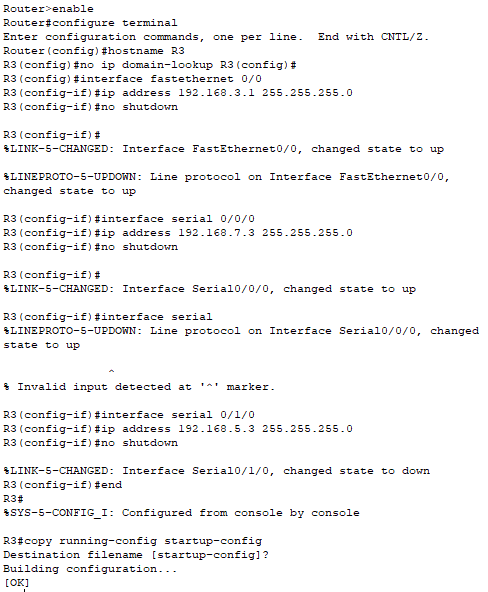 Router>enable
Router#configure terminal
Enter configuration commands, one per line.  End with CNTL/Z.
Router(config)#hostname R3
R3(config)#no ip domain-lookup R3(config)#
R3(config)#interface fastethernet 0/0
R3(config-if)#ip address 192.168.3.1 255.255.255.0
R3(config-if)#no shutdown

R3(config-if)#
%LINK-5-CHANGED: Interface FastEthernet0/0, changed state to up

%LINEPROTO-5-UPDOWN: Line protocol on Interface FastEthernet0/0,
changed state to up

R3(config-if)#interface serial 0/0/0
R3(config-if)#ip address 192.168.7.3 255.255.255.0
R3(config-if)#no shutdown

R3(config-if)#
%LINK-5-CHANGED: Interface Serial0/0/0, changed state to up

R3(config-if)#interface serial
%LINEPROTO-5-UPDOWN: Line protocol on Interface Serial0/0/0, changed
state to up

^
% Invalid input detected at '^' marker.

R3(config-if)#interface serial 0/1/0
R3(config-if)#ip address 192.168.5.3 255.255.255.0
R3(config-if)#no shutdown

%LINK-5-CHANGED: Interface Serial0/1/0, changed state to down
R3(config-if)#end
R3#
%SYS-5-CONFIG_I: Configured from console by console

R3#copy running-config startup-config
Destination filename [startup-config]?
Building configuration...
[OK]